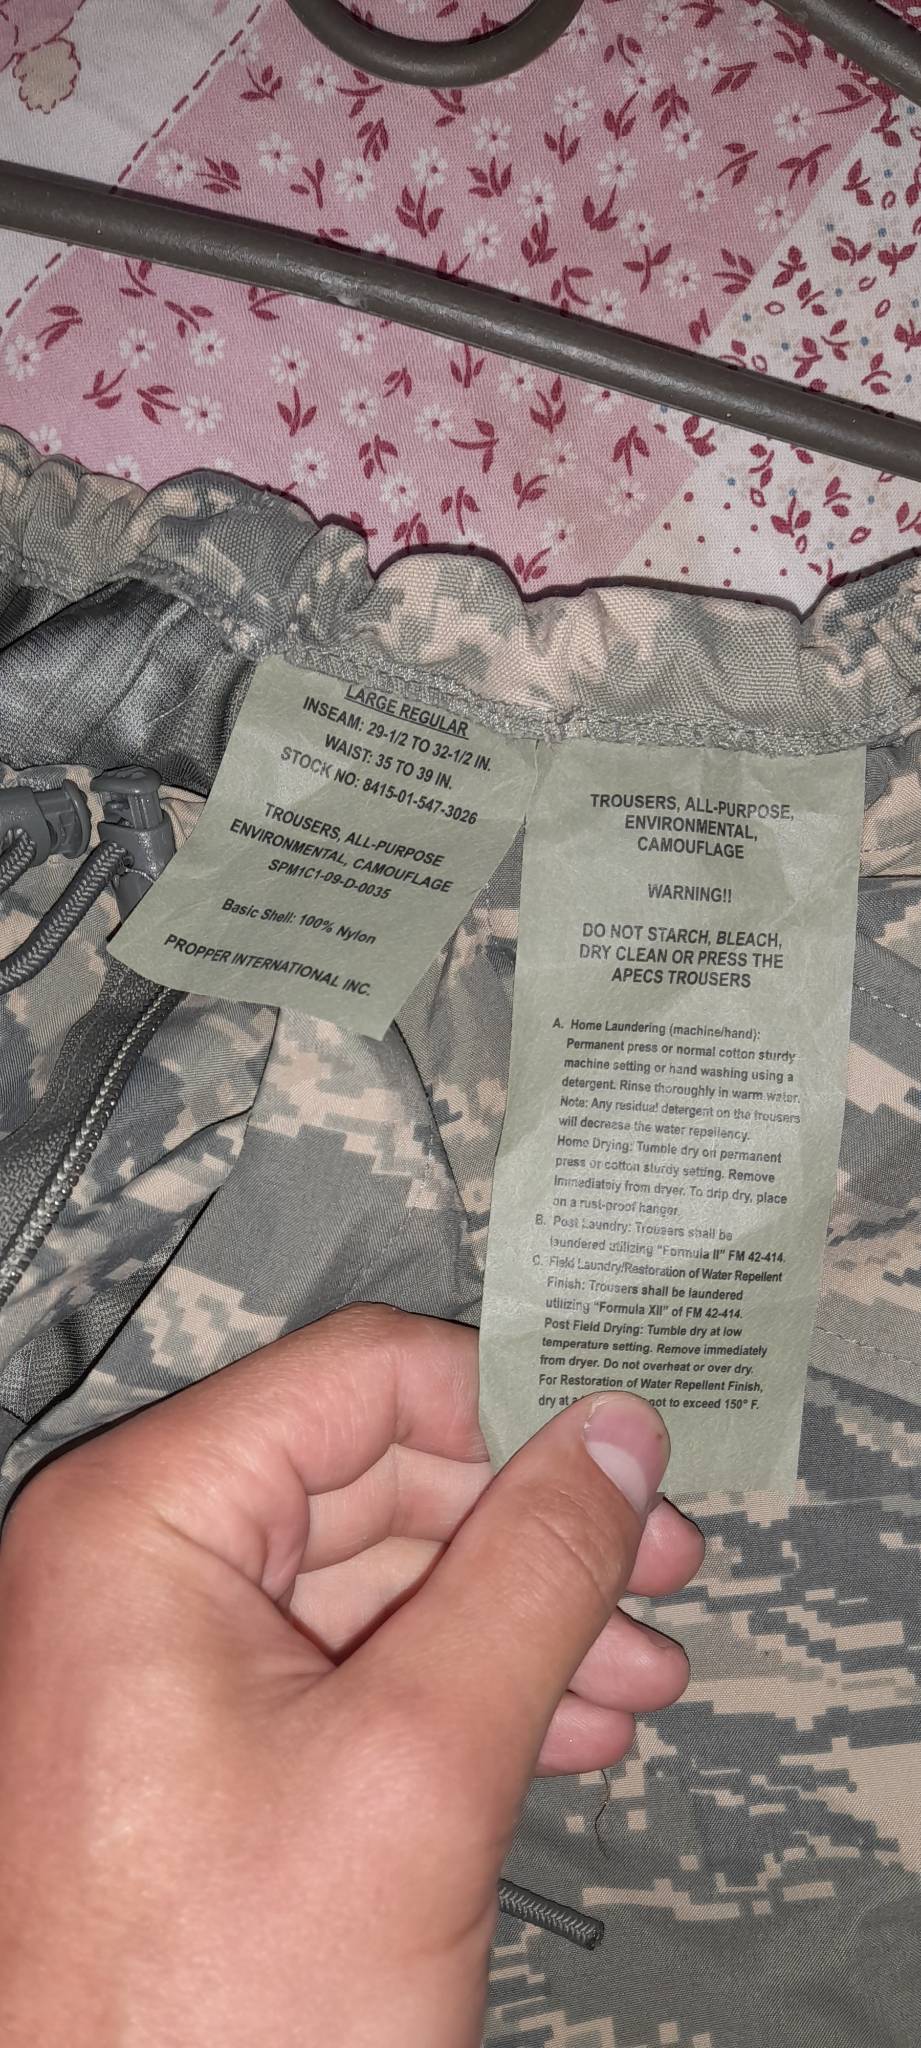 LARGE REGULAR
INSEAM: 29-1/2 TO 32-1/2 IN.
WAIST: 35 TO 39 IN.
STOCK NO: 8415-01-547-3026
TROUSERS, ALL-PURPOSE
ENVIRONMENTAL, CAMOUFLAGE
SPM1C1-09-D-0035
Basic Shell: 100% Nylon
PROPPER INTERNATIONAL INC.
TROUSERS, ALL-PURPOSE,
ENVIRONMENTAL,
CAMOUFLAGE
WARNING!!
DO NOT STARCH, BLEACH,
DRY CLEAN OR PRESS THE
APECS TROUSERS
A. Home Laundering (machine/hand):
Permanent press or normal cotton sturdy
machine setting or hand washing using a
detergent. Rinse thoroughly in warm water.
Note: Any residual detergent on the trousers
will decrease the water repellency.
Home Drying: Tumble dry on permanent
press or cotton sturdy setting. Remove
immediately from dryer. To drip dry, place
on a rust-proof hanger.
B. Post Laundry: Trousers shall be
laundered utilizing "Formula II" FM 42-414.
C. Field Laundry/Restoration of Water Repellent
Finish: Trousers shall be laundered
utilizing "Formula XII" of FM 42-414.
Post Field Drying: Tumble dry at low
temperature setting. Remove immediately
from dryer. Do not overheat or over dry.
For Restoration of Water Repellent Finish,
dry at not to exceed 150° F.